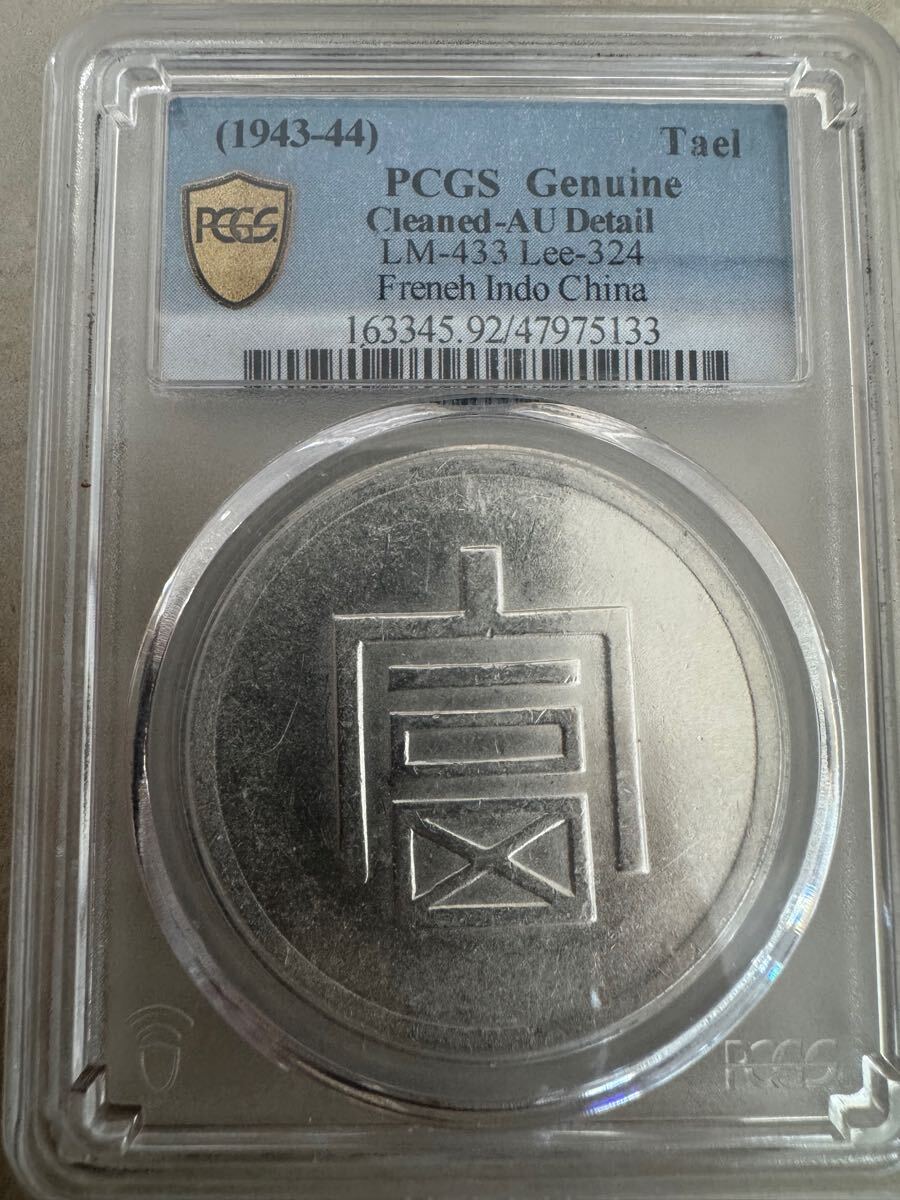 (1943-44) Tael
PCGS Genuine
Cleaned-AU Detail
LM-433 Lee-324
Freneh Indo China
163345.92/47975133
PCGS
富
PCGS